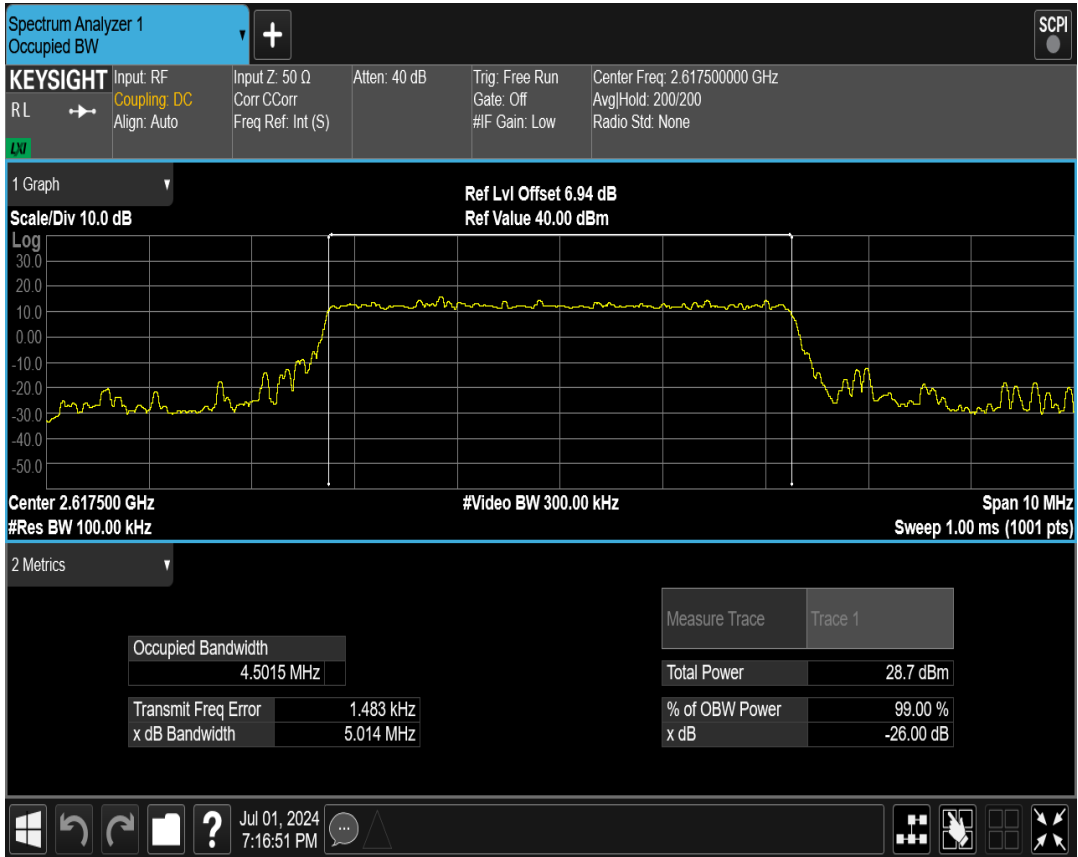 Spectrum Analyzer 1
Occupied BW
+
SCPI
KEYSIGHT
RL
LXI
Input: RF
Coupling: DC
Align: Auto
Input Z: 50 Ω
Corr CCorr
Freq Ref: Int (S)
Atten: 40 dB
Trig: Free Run
Gate: Off
#IF Gain: Low
Center Freq: 2.617500000 GHz
Avg|Hold: 200/200
Radio Std: None
1 Graph
Scale/Div 10.0 dB
Ref Lvl Offset 6.94 dB
Ref Value 40.00 dBm
Log
30.0
20.0
10.0
0.00
-10.0
-20.0
-30.0
-40.0
-50.0
Center 2.617500 GHz
#Res BW 100.00 kHz
#Video BW 300.00 kHz
Span 10 MHz
Sweep 1.00 ms (1001 pts)
2 Metrics
Occupied Bandwidth
4.5015 MHz
Transmit Freq Error 1.483 kHz
x dB Bandwidth 5.014 MHz
Measure Trace Trace 1
Total Power 28.7 dBm
% of OBW Power 99.00 %
x dB -26.00 dB
?
Jul 01, 2024
7:16:51 PM